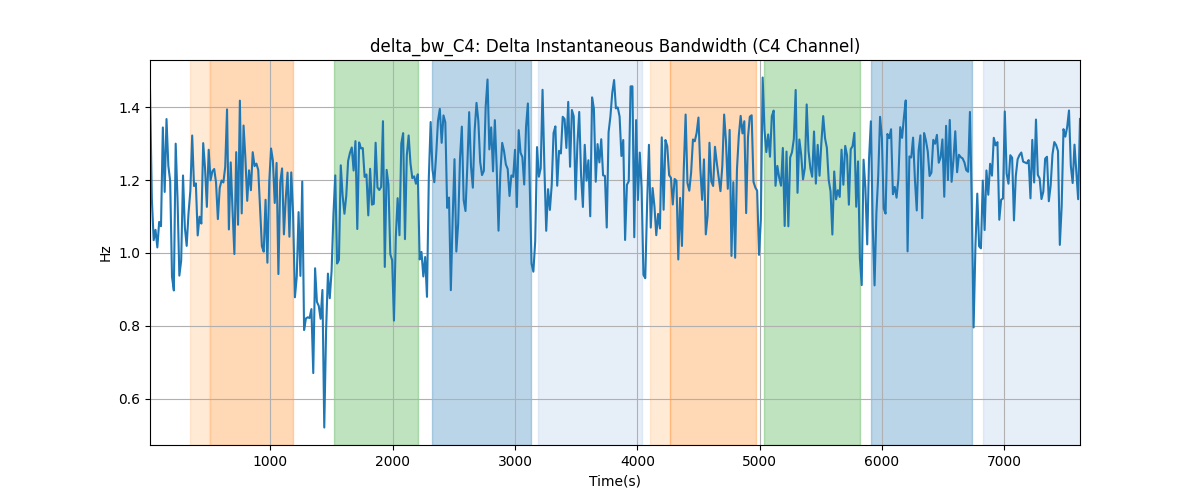 delta_bw_C4: Delta Instantaneous Bandwidth (C4 Channel)
1.4
1.2
1.0
0.8
0.6
Hz
1000 2000 3000 4000 5000 6000 7000
Time(s)